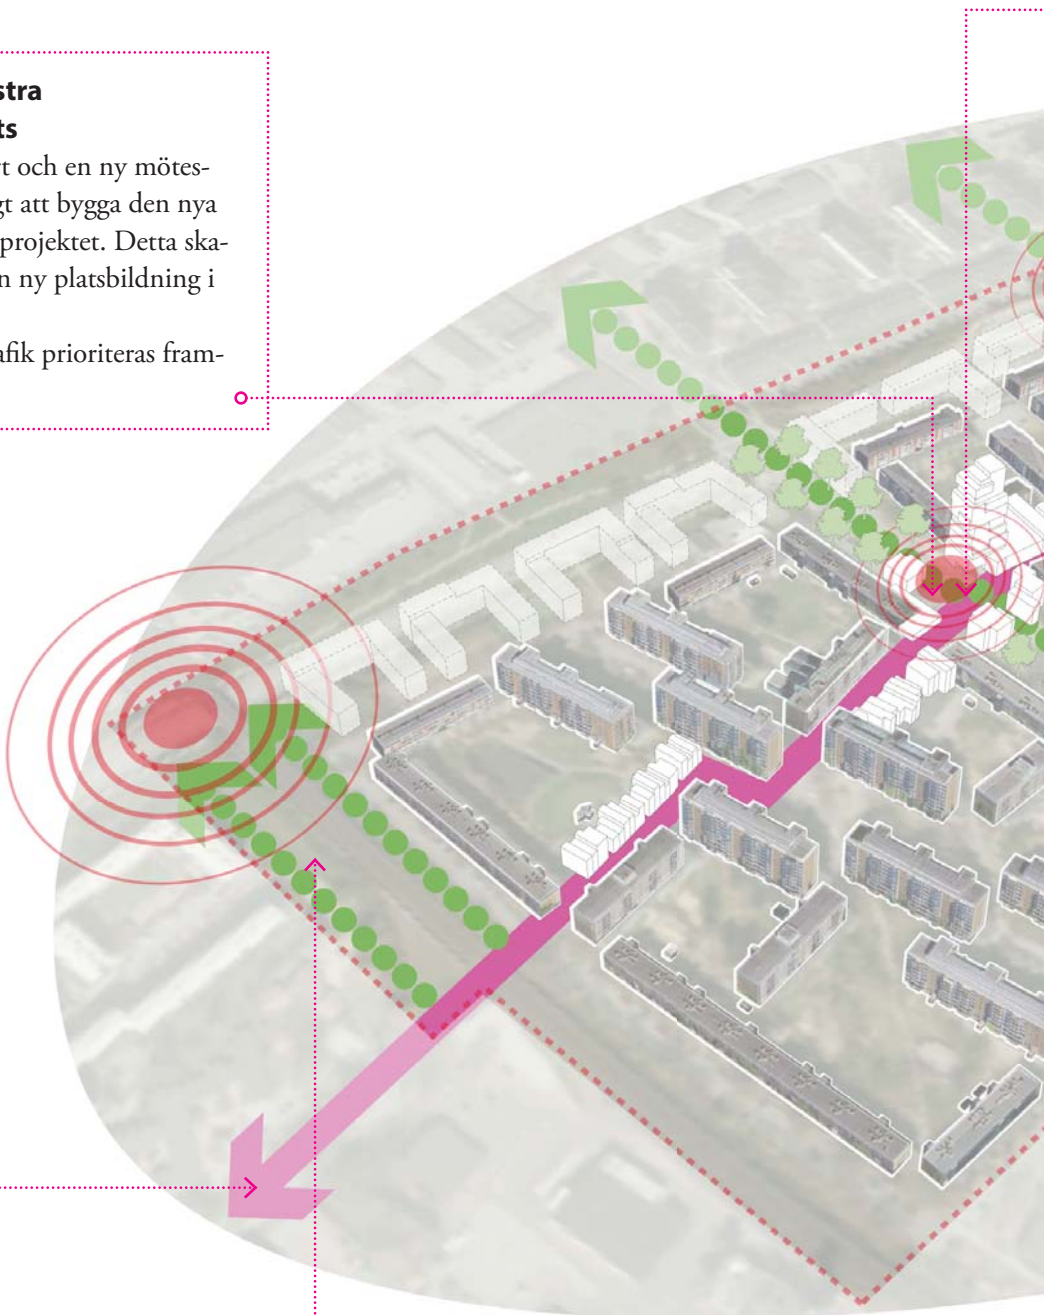 stra
ts
t och en ny mötes-
gt att bygga den nya
projektet. Detta ska-
n ny platsbildning i
afik prioriteras fram-